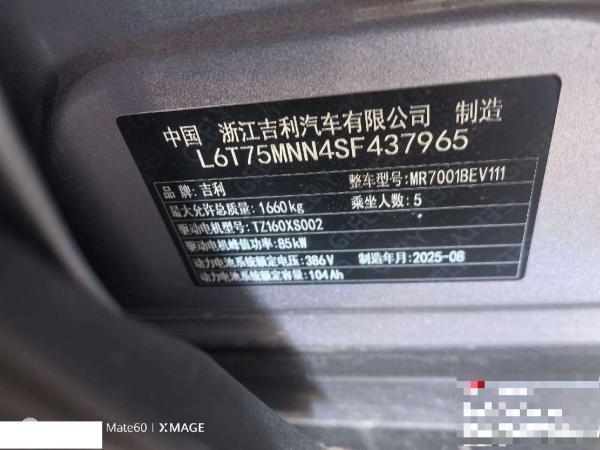 中国 浙江吉利汽车有限公司 制造
L6T75MNN4SF437965
品牌:吉利 整车型号:MR7001BEV111
最大允许总质量:1660kg 乘坐人数:5
驱动电机型号:TZ160XS002
驱动电机峰值功率:85kW
动力电池系统额定电压:386V 制造年月:2025-08
动力电池系统额定容量:104Ah
Mate60 | XMAGE